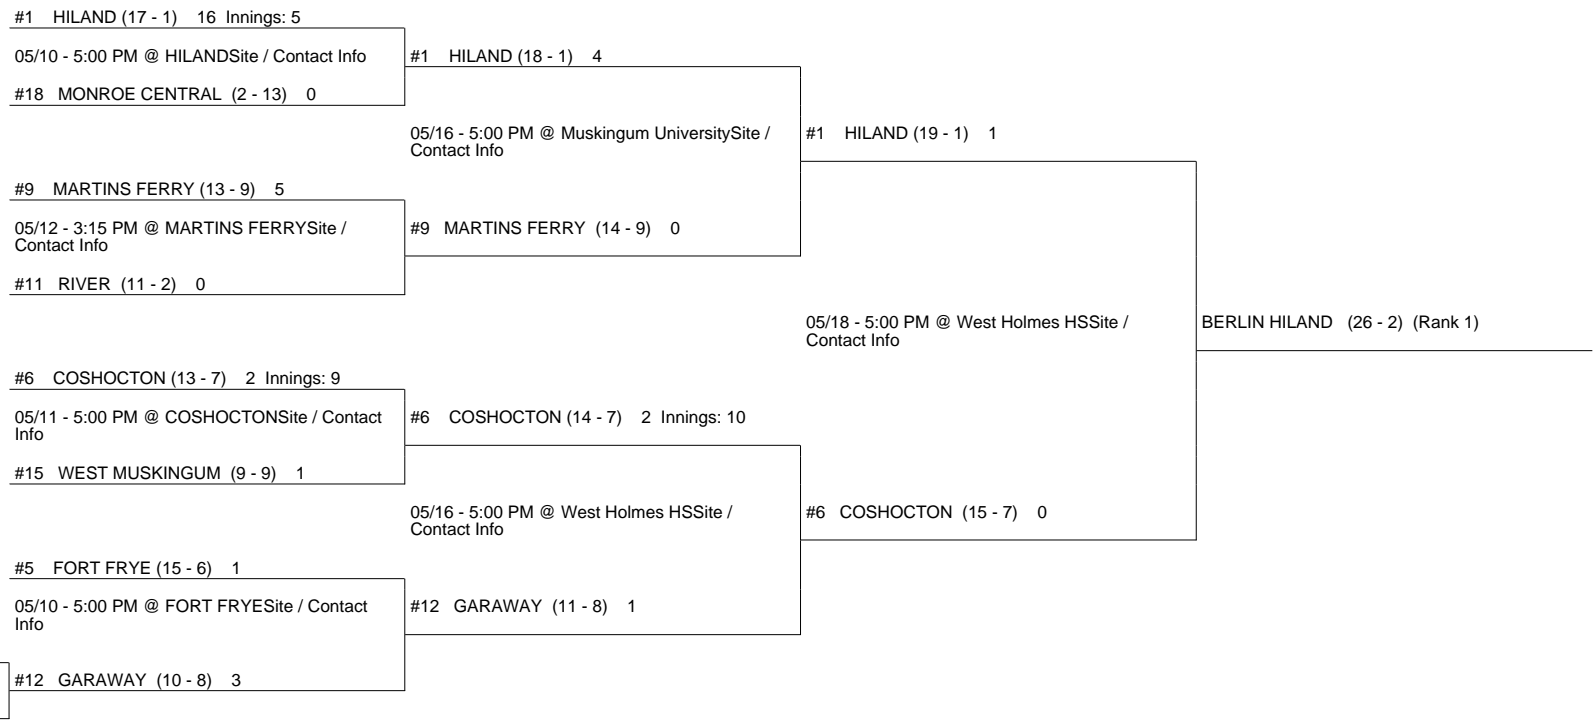 #1 HILAND (17 - 1) 16 Innings: 5
05/10 - 5:00 PM @ HILANDSite / Contact Info
#18 MONROE CENTRAL (2 - 13) 0
#9 MARTINS FERRY (13 - 9) 5
05/12 - 3:15 PM @ MARTINS FERRYSite /
Contact Info
#11 RIVER (11 - 2) 0
#6 COSHOCTON (13 - 7) 2 Innings: 9
05/11 - 5:00 PM @ COSHOCTONSite / Contact
Info
#15 WEST MUSKINGUM (9 - 9) 1
#5 FORT FRYE (15 - 6) 1
05/10 - 5:00 PM @ FORT FRYESite / Contact
Info
#12 GARAWAY (10 - 8) 3
#1 HILAND (18 - 1) 4
05/16 - 5:00 PM @ Muskingum UniversitySite /
Contact Info
#9 MARTINS FERRY (14 - 9) 0
#6 COSHOCTON (14 - 7) 2 Innings: 10
05/16 - 5:00 PM @ West Holmes HSSite /
Contact Info
#12 GARAWAY (11 - 8) 1
#1 HILAND (19 - 1) 1
05/18 - 5:00 PM @ West Holmes HSSite /
Contact Info
#6 COSHOCTON (15 - 7) 0
BERLIN HILAND (26 - 2) (Rank 1)